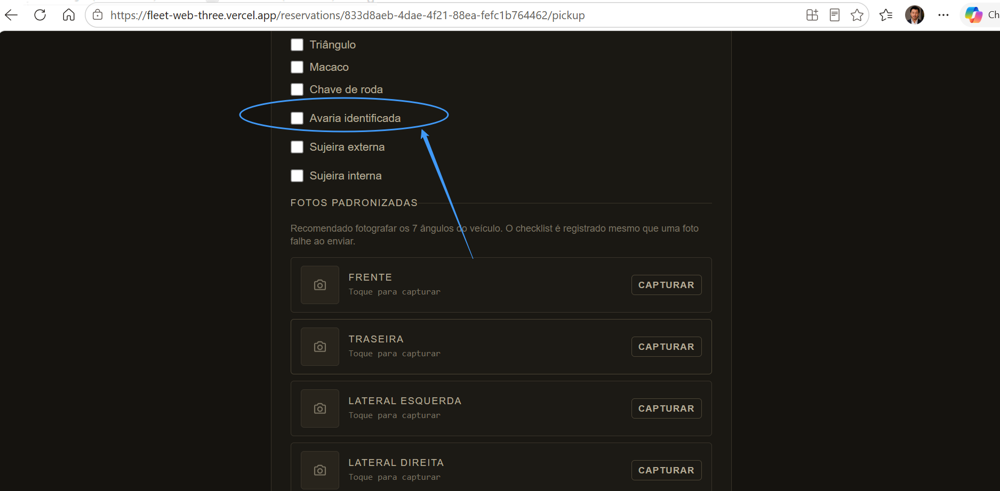 https://fleet-web-three.vercel.app/reservations/833d8aeb-4dae-4f21-88ea-fefc1b764462/pickup
Ch
Triângulo
Macaco
Chave de roda
Avaria identificada
Sujeira externa
Sujeira interna
FOTOS PADRONIZADAS
Recomendado fotografar os 7 ângulos do veículo. O checklist é registrado mesmo que uma foto
falhe ao enviar.
FRENTE
Toque para capturar
CAPTURAR
TRASEIRA
Toque para capturar
CAPTURAR
LATERAL ESQUERDA
Toque para capturar
CAPTURAR
LATERAL DIREITA
Toque para capturar
CAPTURAR